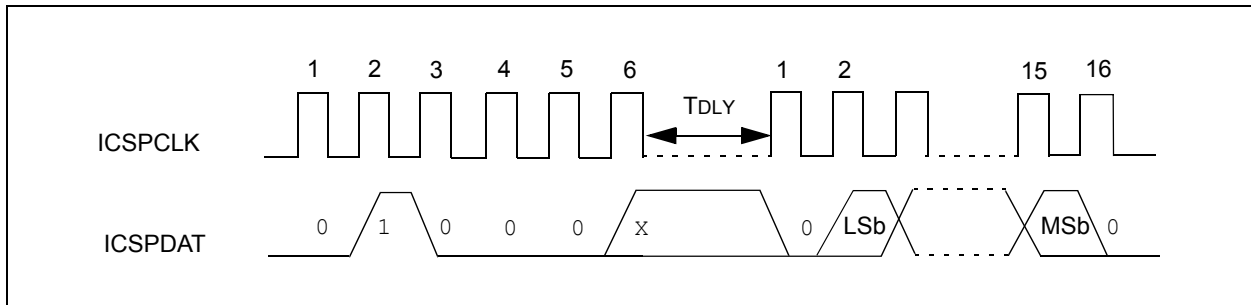 1 2 3 4 5 6 1 2 15 16
TDLY
ICSPCLK
ICSPDAT 0 1 0 0 0 X 0 LSb MSb 0